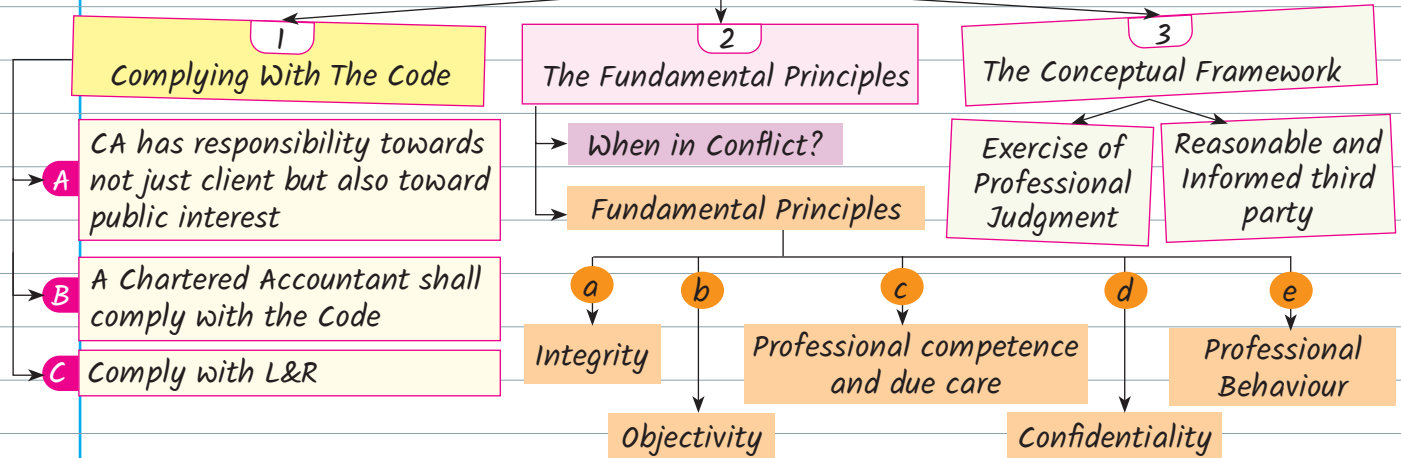 1
Complying With The Code
A
CA has responsibility towards
not just client but also toward
public interest
B
A Chartered Accountant shall
comply with the Code
C
Comply with L&R
2
The Fundamental Principles
When in Conflict?
Fundamental Principles
a
Integrity
b
Objectivity
c
Professional competence
and due care
d
Confidentiality
e
Professional
Behaviour
3
The Conceptual Framework
Exercise of
Professional
Judgment
Reasonable and
Informed third
party